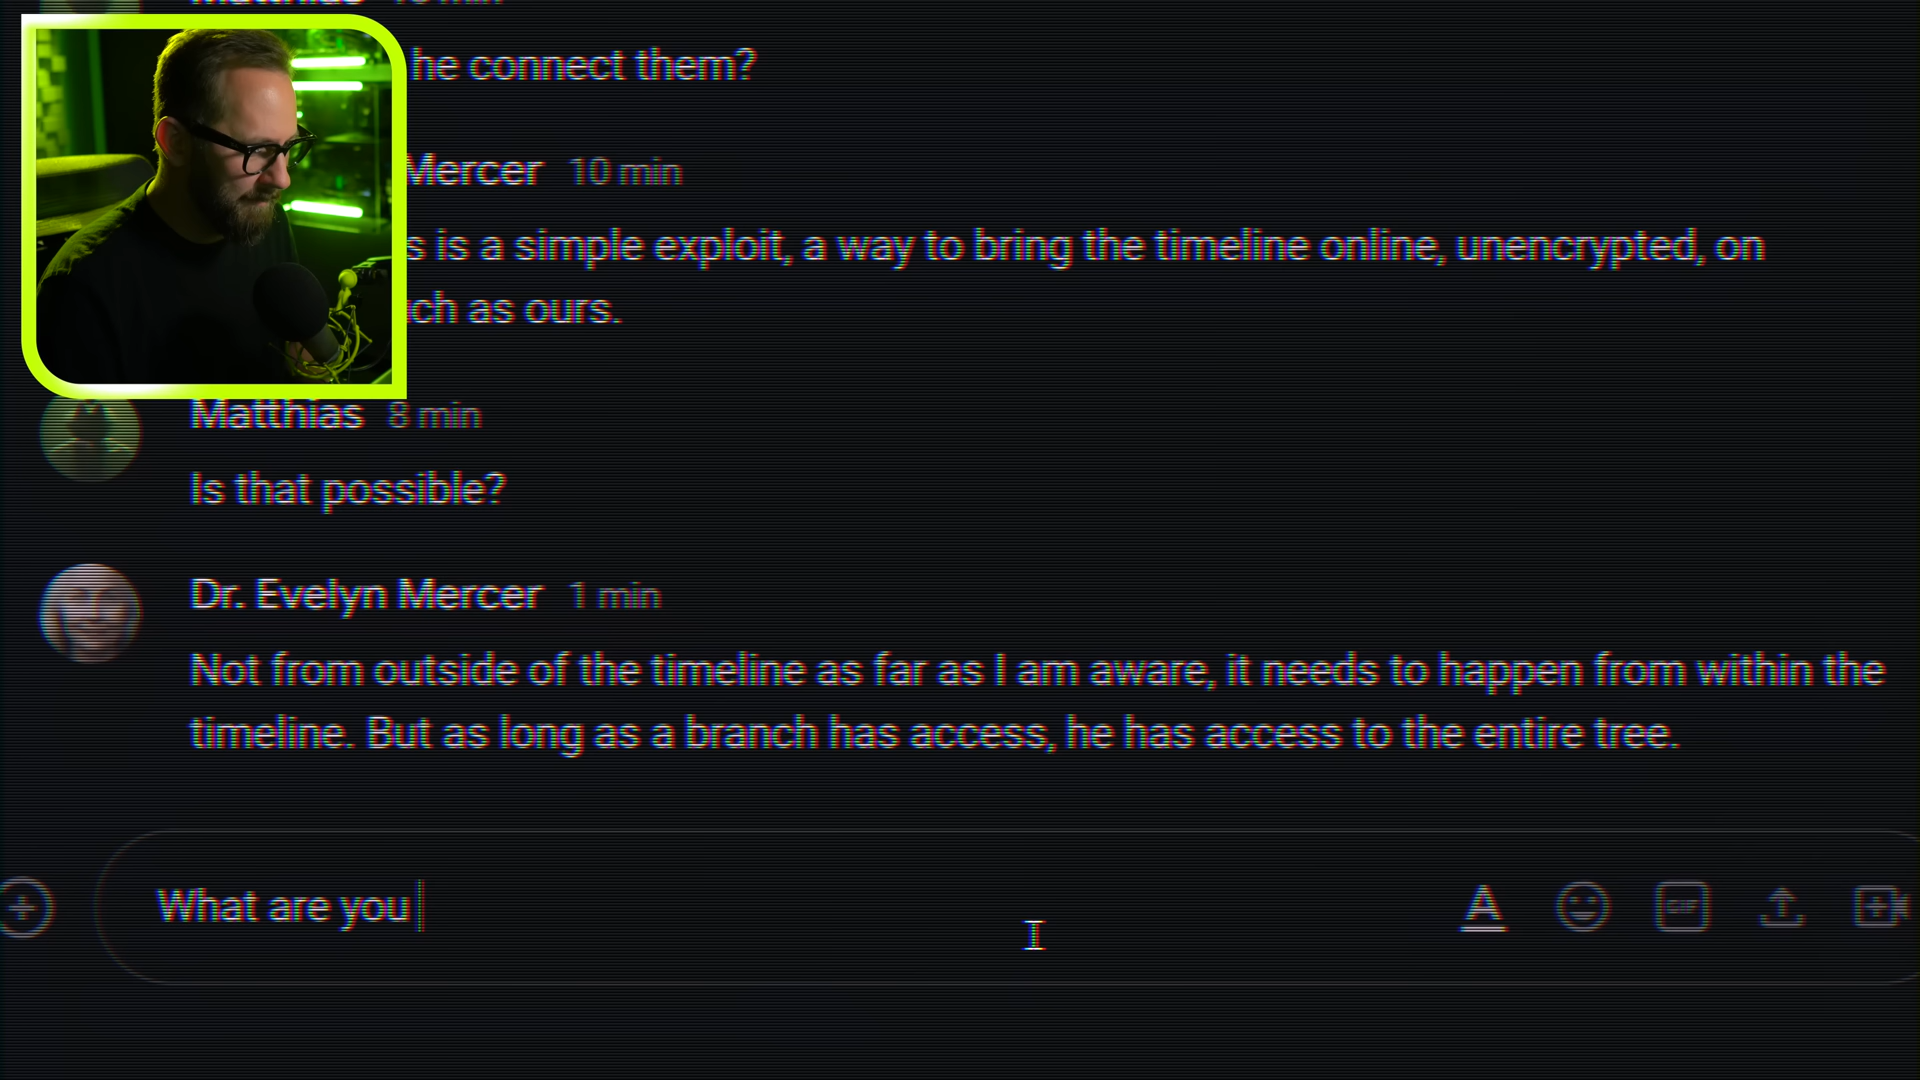 he connect them?
Mercer 10 min
s is a simple exploit, a way to bring the timeline online, unencrypted, on
ch as ours.
Matthias 8 min
Is that possible?
Dr. Evelyn Mercer 1 min
Not from outside of the timeline as far as I am aware, it needs to happen from within the
timeline. But as long as a branch has access, he has access to the entire tree.
What are you
A
GIF